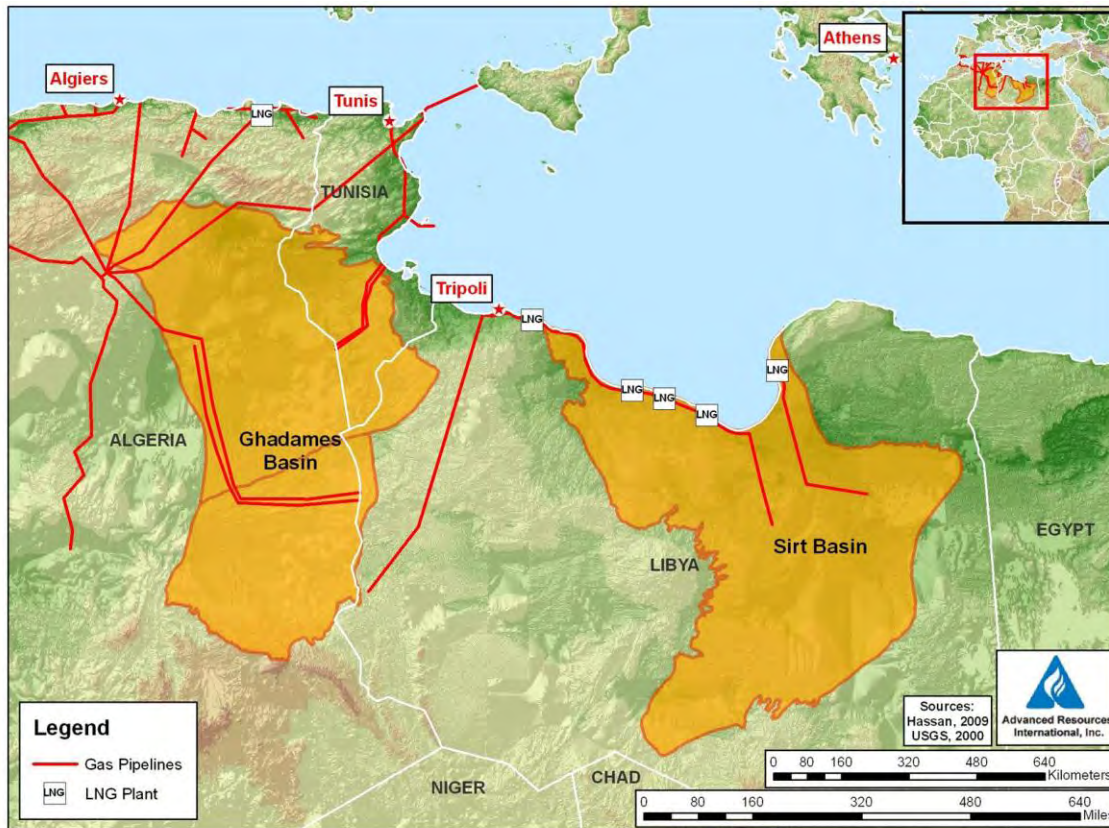 Algiers
Tunis
Athens
LNG
TUNISIA
Tripoli
LNG
LNG
LNG
LNG
LNG
ALGERIA
Ghadames
Basin
Sirt Basin
LIBYA
EGYPT
NIGER
CHAD
Legend
Gas Pipelines
LNG LNG Plant
Sources:
Hassan, 2009
USGS, 2000
Advanced Resources
International, Inc.
0 80 160 320 480 640
Kilometers
0 80 160 320 480 640
Miles